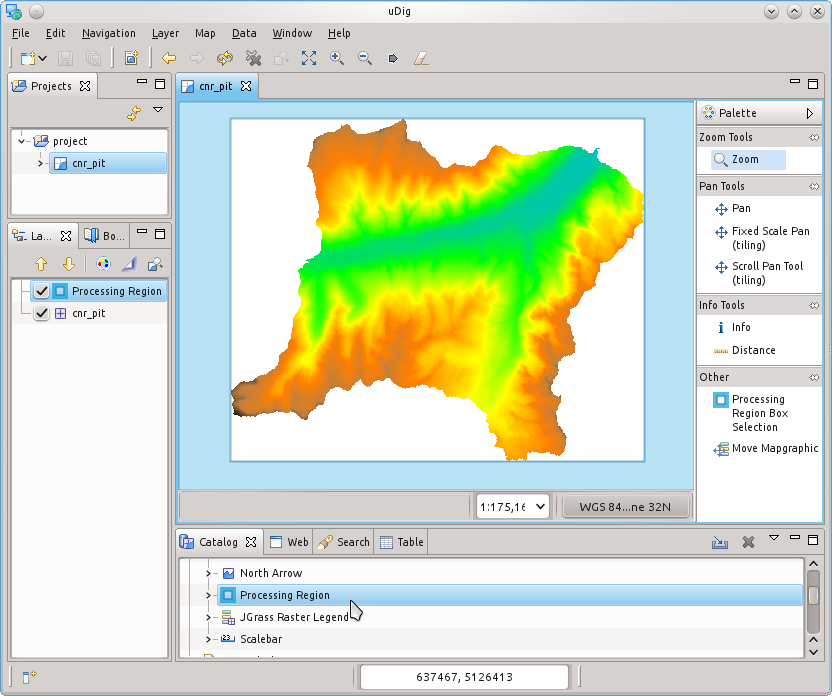 uDig
File Edit Navigation Layer Map Data Window Help
Projects
project
cnr_pit
La... Bo...
Processing Region
cnr_pit
cnr_pit
Palette
Zoom Tools
Zoom
Pan Tools
Pan
Fixed Scale Pan
(tiling)
Scroll Pan Tool
(tiling)
Info Tools
Info
Distance
Other
Processing
Region Box
Selection
Move Mapgraphic
1:175,16 WGS 84...ne 32N
Catalog Web Search Table
North Arrow
Processing Region
JGrass Raster Legend
Scalebar
637467, 5126413